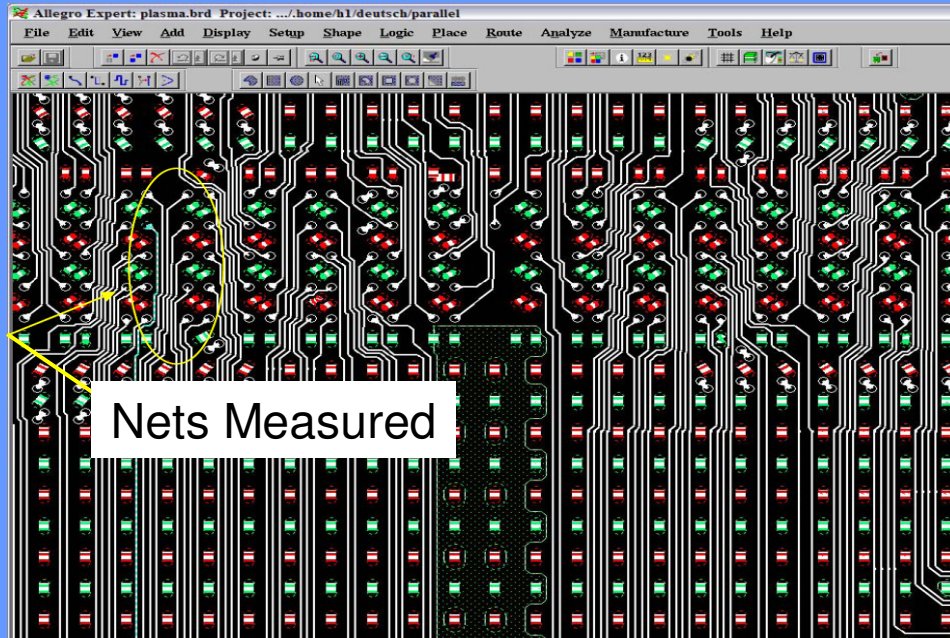 Allegro Expert: plasma.brd Project: .../.home/h1/deutsch/parallel
File Edit View Add Display Setup Shape Logic Place Route Analyze Manufacture Tools Help
123
Nets Measured